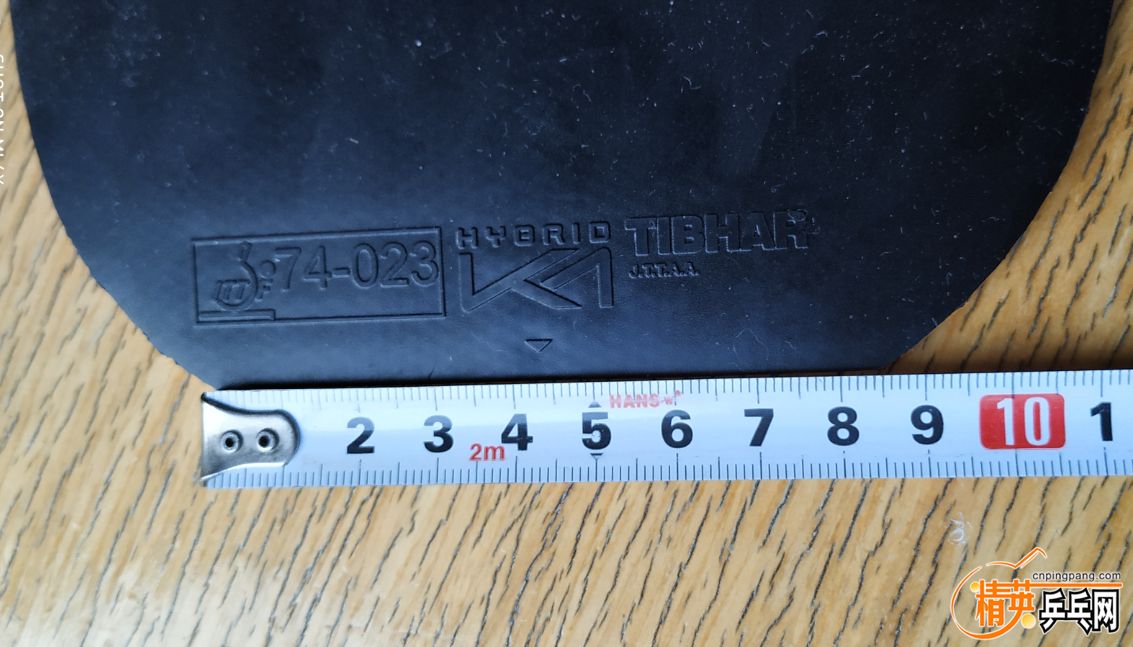 74-023
HYBRID
K1
TIBHAR
J.T.T.A.A.
HANS-w
2 3 4 5 6 7 8 9 10 1
2m
cnpingpang.com
精英乒乓网